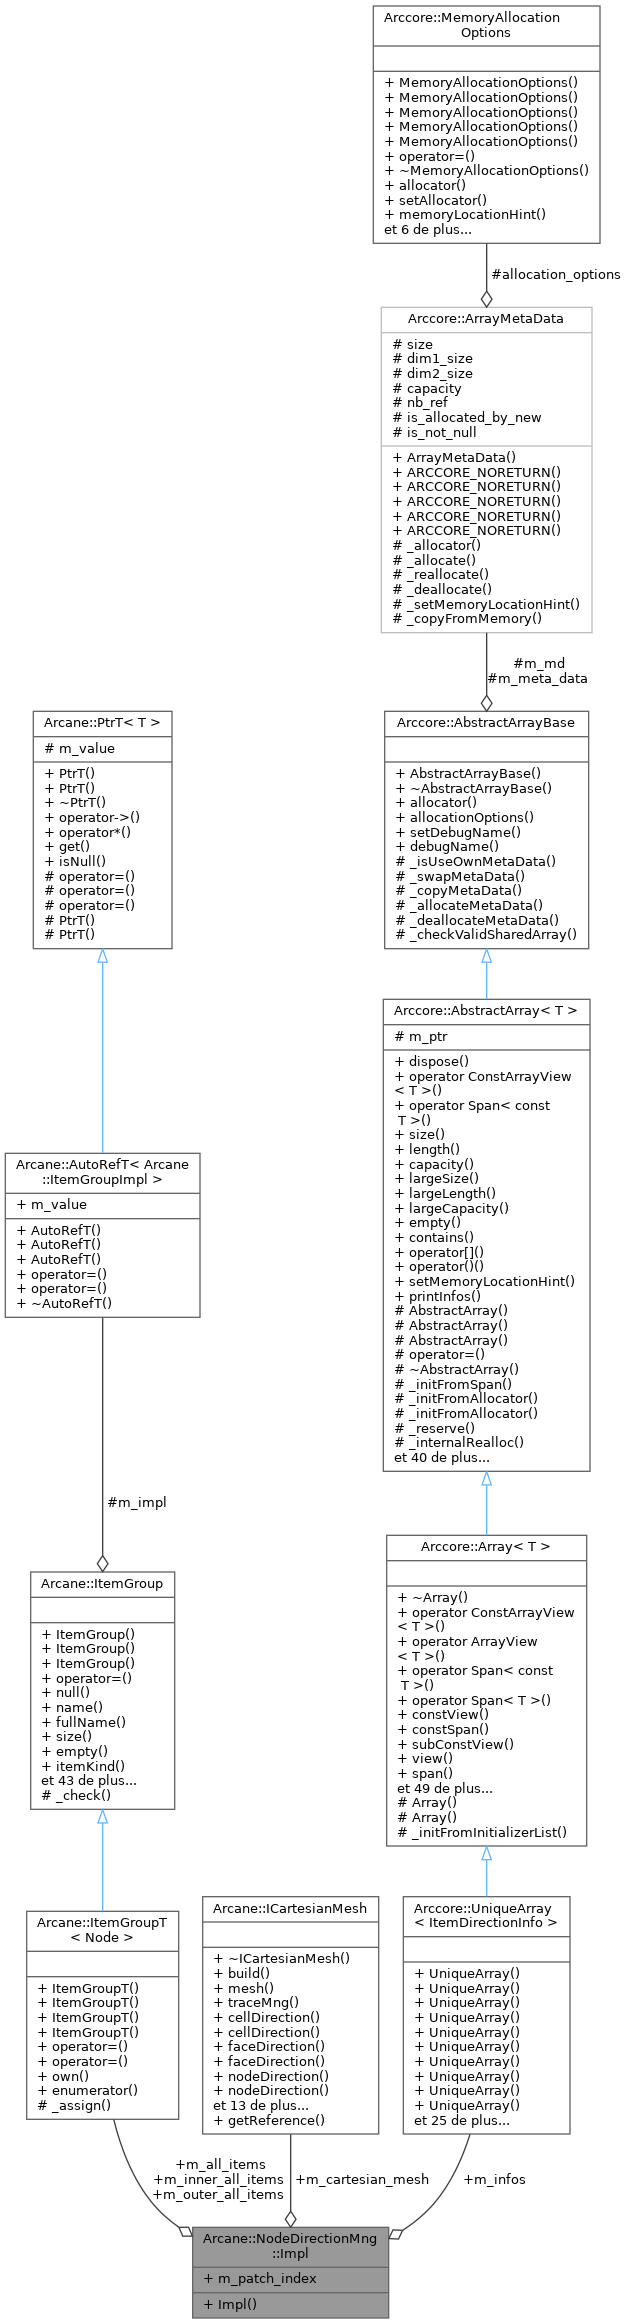 Arccore::MemoryAllocation
Options
+ MemoryAllocationOptions()
+ MemoryAllocationOptions()
+ MemoryAllocationOptions()
+ MemoryAllocationOptions()
+ MemoryAllocationOptions()
+ operator=()
+ ~MemoryAllocationOptions()
+ allocator()
+ setAllocator()
+ memoryLocationHint()
et 6 de plus...
#allocation_options
Arccore::ArrayMetaData
# size
# dim1_size
# dim2_size
# capacity
# nb_ref
# is_allocated_by_new
# is_not_null
+ ArrayMetaData()
+ ARCCORE_NORETURN()
+ ARCCORE_NORETURN()
+ ARCCORE_NORETURN()
+ ARCCORE_NORETURN()
+ ARCCORE_NORETURN()
# _allocator()
# _allocate()
# _reallocate()
# _deallocate()
# _setMemoryLocationHint()
# _copyFromMemory()
#m_md
#m_meta_data
Arcane::PtrT< T >
# m_value
+ PtrT()
+ PtrT()
+ ~PtrT()
+ operator->()
+ operator*()
+ get()
+ isNull()
# operator=()
# operator=()
# operator=()
# PtrT()
# PtrT()
Arccore::AbstractArrayBase
+ AbstractArrayBase()
+ ~AbstractArrayBase()
+ allocator()
+ allocationOptions()
+ setDebugName()
+ debugName()
# _isUseOwnMetaData()
# _swapMetaData()
# _copyMetaData()
# _allocateMetaData()
# _deallocateMetaData()
# _checkValidSharedArray()
Arccore::AbstractArray< T >
# m_ptr
+ dispose()
+ operator ConstArrayView
< T >()
+ operator Span< const
T >()
+ size()
+ length()
+ capacity()
+ largeSize()
+ largeLength()
+ largeCapacity()
+ empty()
+ contains()
+ operator[]()
+ operator()()
+ setMemoryLocationHint()
+ printInfos()
# AbstractArray()
# AbstractArray()
# AbstractArray()
# operator=()
# ~AbstractArray()
# _initFromSpan()
# _initFromAllocator()
# _initFromAllocator()
# _reserve()
# _internalRealloc()
et 40 de plus...
Arcane::AutoRefT< Arcane
::ItemGroupImpl >
+ m_value
+ AutoRefT()
+ AutoRefT()
+ AutoRefT()
+ operator=()
+ operator=()
+ ~AutoRefT()
#m_impl
Arcane::ItemGroup
+ ItemGroup()
+ ItemGroup()
+ ItemGroup()
+ operator=()
+ null()
+ name()
+ fullName()
+ size()
+ empty()
+ itemKind()
et 43 de plus...
# _check()
Arccore::Array< T >
+ ~Array()
+ operator ConstArrayView
< T >()
+ operator ArrayView
< T >()
+ operator Span< const
T >()
+ operator Span< T >()
+ constView()
+ constSpan()
+ subConstView()
+ view()
+ span()
et 49 de plus...
# Array()
# Array()
# _initFromInitializerList()
Arcane::ItemGroupT
< Node >
+ ItemGroupT()
+ ItemGroupT()
+ ItemGroupT()
+ ItemGroupT()
+ operator=()
+ operator=()
+ own()
+ enumerator()
# _assign()
Arcane::ICartesianMesh
+ ~ICartesianMesh()
+ build()
+ mesh()
+ traceMng()
+ cellDirection()
+ cellDirection()
+ faceDirection()
+ faceDirection()
+ nodeDirection()
+ nodeDirection()
et 13 de plus...
+ getReference()
Arccore::UniqueArray
< ItemDirectionInfo >
+ UniqueArray()
+ UniqueArray()
+ UniqueArray()
+ UniqueArray()
+ UniqueArray()
+ UniqueArray()
+ UniqueArray()
+ UniqueArray()
+ UniqueArray()
+ UniqueArray()
et 25 de plus...
+m_all_items
+m_inner_all_items
+m_outer_all_items
+m_cartesian_mesh
+m_infos
Arcane::NodeDirectionMng
::Impl
+ m_patch_index
+ Impl()